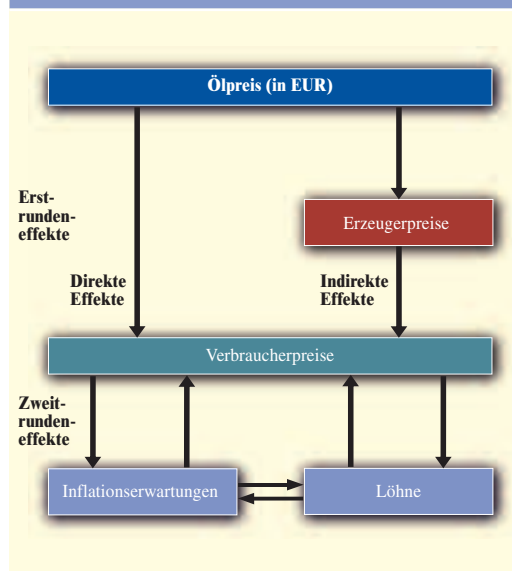 Ölpreis (in EUR)
Erst-
runden-
effekte
Erzeugerpreise
Direkte
Effekte
Indirekte
Effekte
Verbraucherpreise
Zweit-
runden-
effekte
Inflationserwartungen
Löhne